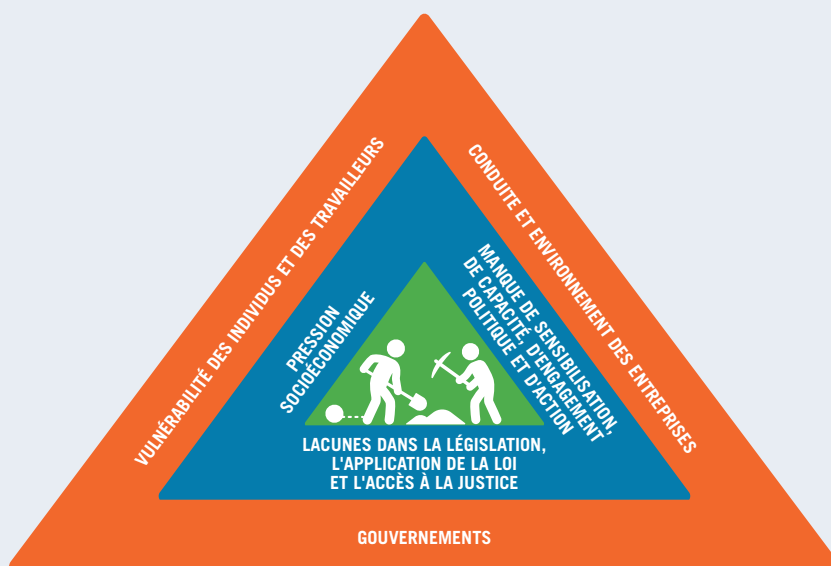 VULNÉRABILITÉ DES INDIVIDUS ET DES TRAVAILLEURS
CONDUITE ET ENVIRONNEMENT DES ENTREPRISES
PRESSION
SOCIOÉCONOMIQUE
MANQUE DE SENSIBILISATION,
DE CAPACITÉ, D'ENGAGEMENT
POLITIQUE ET D'ACTION
LACUNES DANS LA LÉGISLATION,
L'APPLICATION DE LA LOI
ET L'ACCÈS À LA JUSTICE
GOUVERNEMENTS